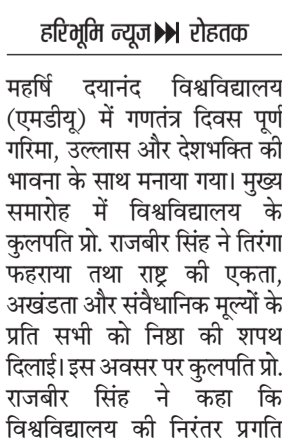 हरिभूमि न्यूज ▶▶| रोहतक
महर्षि दयानंद विश्वविद्यालय
(एमडीयू) में गणतंत्र दिवस पूर्ण
गरिमा, उल्लास और देशभक्ति की
भावना के साथ मनाया गया। मुख्य
समारोह में विश्वविद्यालय के
कुलपति प्रो. राजबीर सिंह ने तिरंगा
फहराया तथा राष्ट्र की एकता,
अखंडता और संवैधानिक मूल्यों के
प्रति सभी को निष्ठा की शपथ
दिलाई। इस अवसर पर कुलपति प्रो.
राजबीर सिंह ने कहा कि
विश्वविद्यालय की निरंतर प्रगति